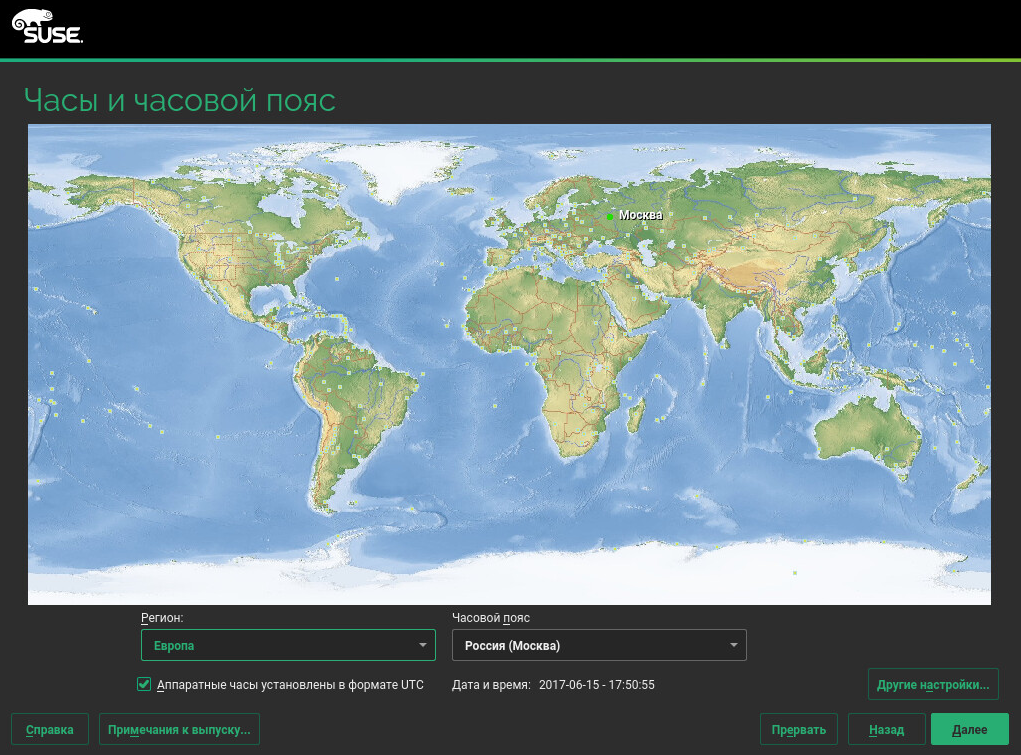 SUSE.
Часы и часовой пояс
Москва
Регион:
Часовой пояс
Европа
Россия (Москва)
Аппаратные часы установлены в формате UTC
Дата и время: 2017-06-15 - 17:50:55
Другие настройки...
Справка
Примечания к выпуску...
Прервать
Назад
Далее